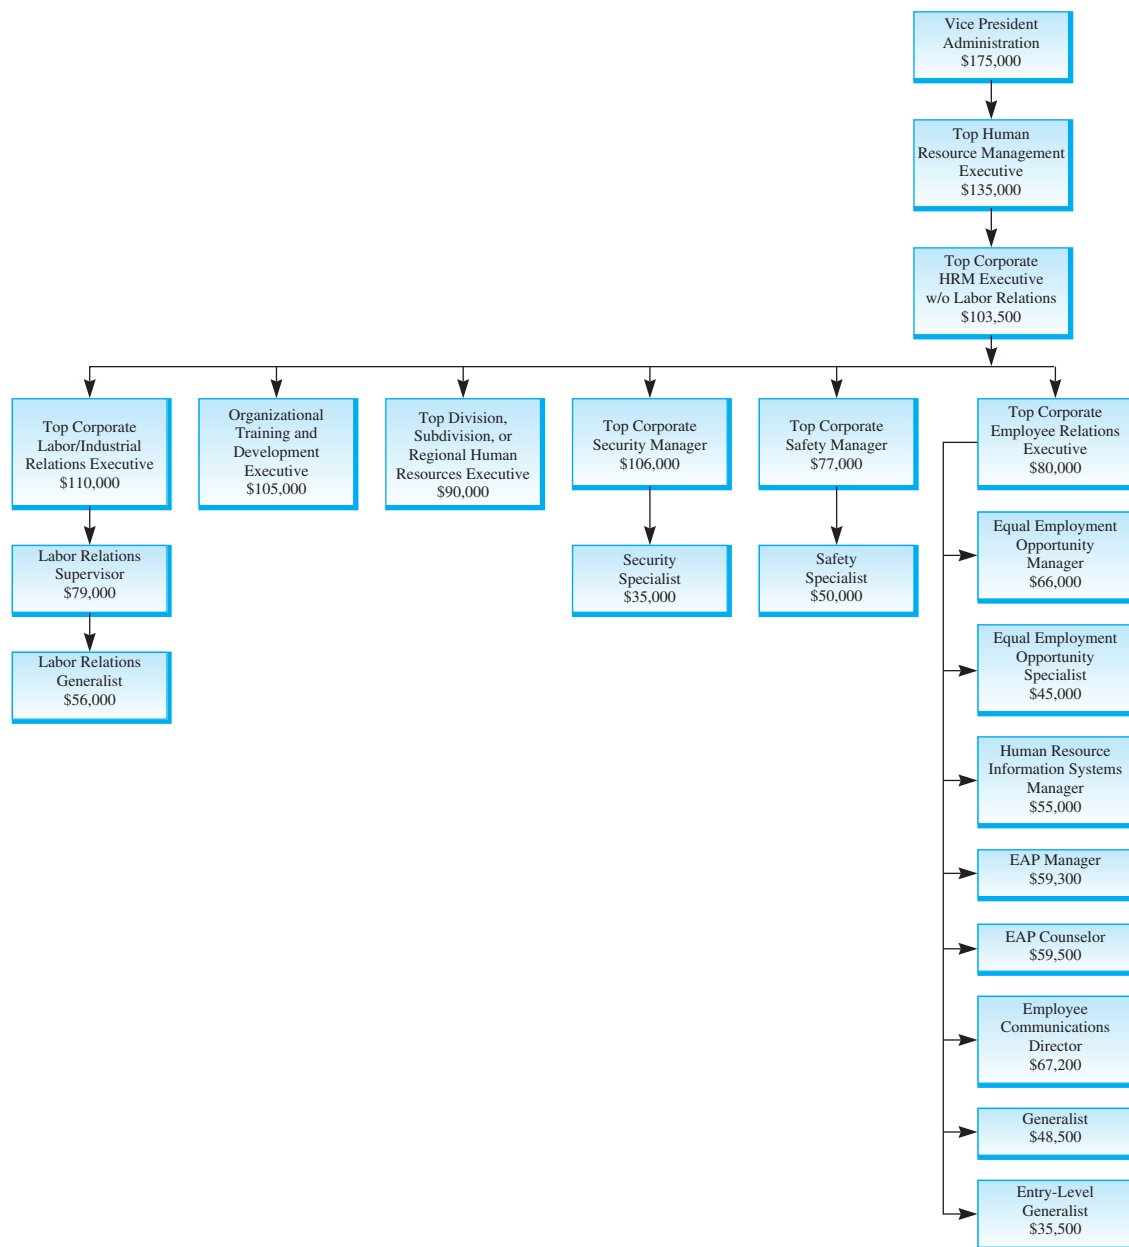 Vice President
Administration
$175,000
Top Human
Resource Management
Executive
$135,000
Top Corporate
HRM Executive
w/o Labor Relations
$103,500
Top Corporate
Labor/Industrial
Relations Executive
$110,000
Organizational
Training and
Development
Executive
$105,000
Top Division,
Subdivision, or
Regional Human
Resources Executive
$90,000
Top Corporate
Security Manager
$106,000
Top Corporate
Safety Manager
$77,000
Top Corporate
Employee Relations
Executive
$80,000
Labor Relations
Supervisor
$79,000
Labor Relations
Generalist
$56,000
Security
Specialist
$35,000
Safety
Specialist
$50,000
Equal Employment
Opportunity
Manager
$66,000
Equal Employment
Opportunity
Specialist
$45,000
Human Resource
Information Systems
Manager
$55,000
EAP Manager
$59,300
EAP Counselor
$59,500
Employee
Communications
Director
$67,200
Generalist
$48,500
Entry-Level
Generalist
$35,500